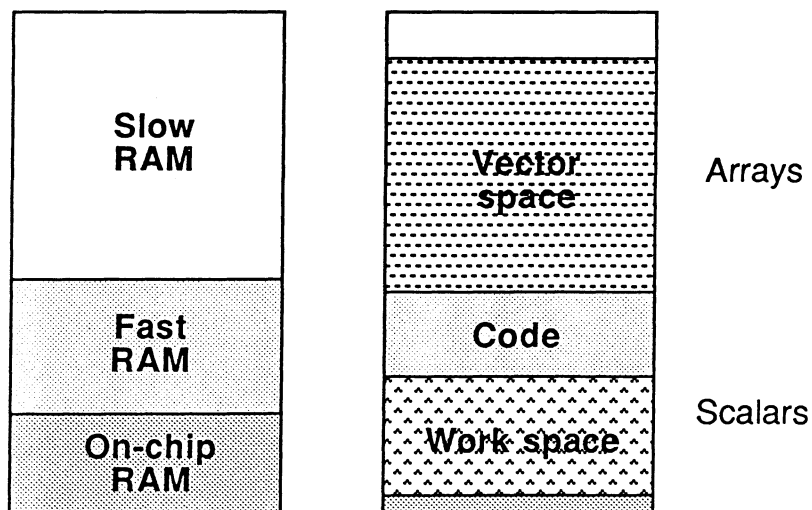 Slow
RAM
Fast
RAM
On-chip
RAM
Vector
space
Code
Work space
Arrays
Scalars